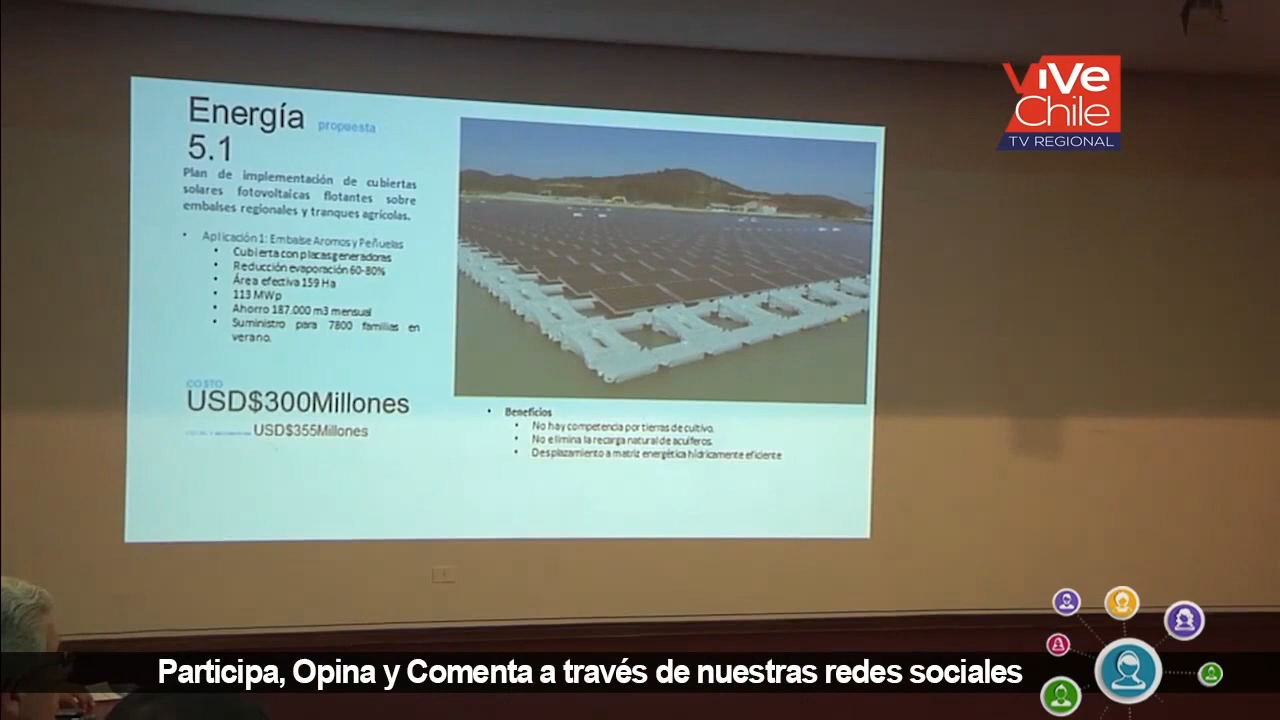 Energía propuesta
5.1
Plan de implementación de cubiertas
solares fotovoltaicas flotantes sobre
embalses regionales y tranques agrícolas.
• Aplicación 1: Embalse Aromos y Peñuelas
• Cubierta con placas generadoras
• Reducción evaporación 60-80%
• Área efectiva 159 Ha
• 113 MWp
• Ahorro 187.000 m3 mensual
• Suministro para 7800 familias en
verano.
COSTO
USD$300Millones
USD$355Millones
• Beneficios
• No hay competencia por tierras de cultivo.
• No elimina la recarga natural de acuíferos.
• Desplazamiento a matriz energética hídricamente eficiente
ViVe
Chile
TV REGIONAL
Participa, Opina y Comenta a través de nuestras redes sociales